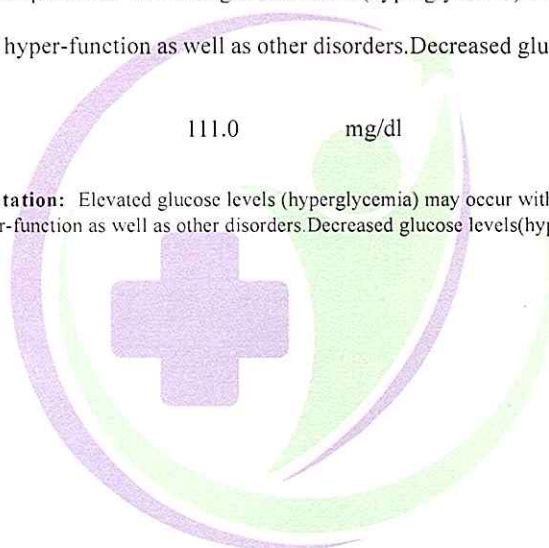 hyper-function as well as other disorders.Decreased glu
111.0 mg/dl
tation: Elevated glucose levels (hyperglycemia) may occur with
r-function as well as other disorders.Decreased glucose levels(hyp